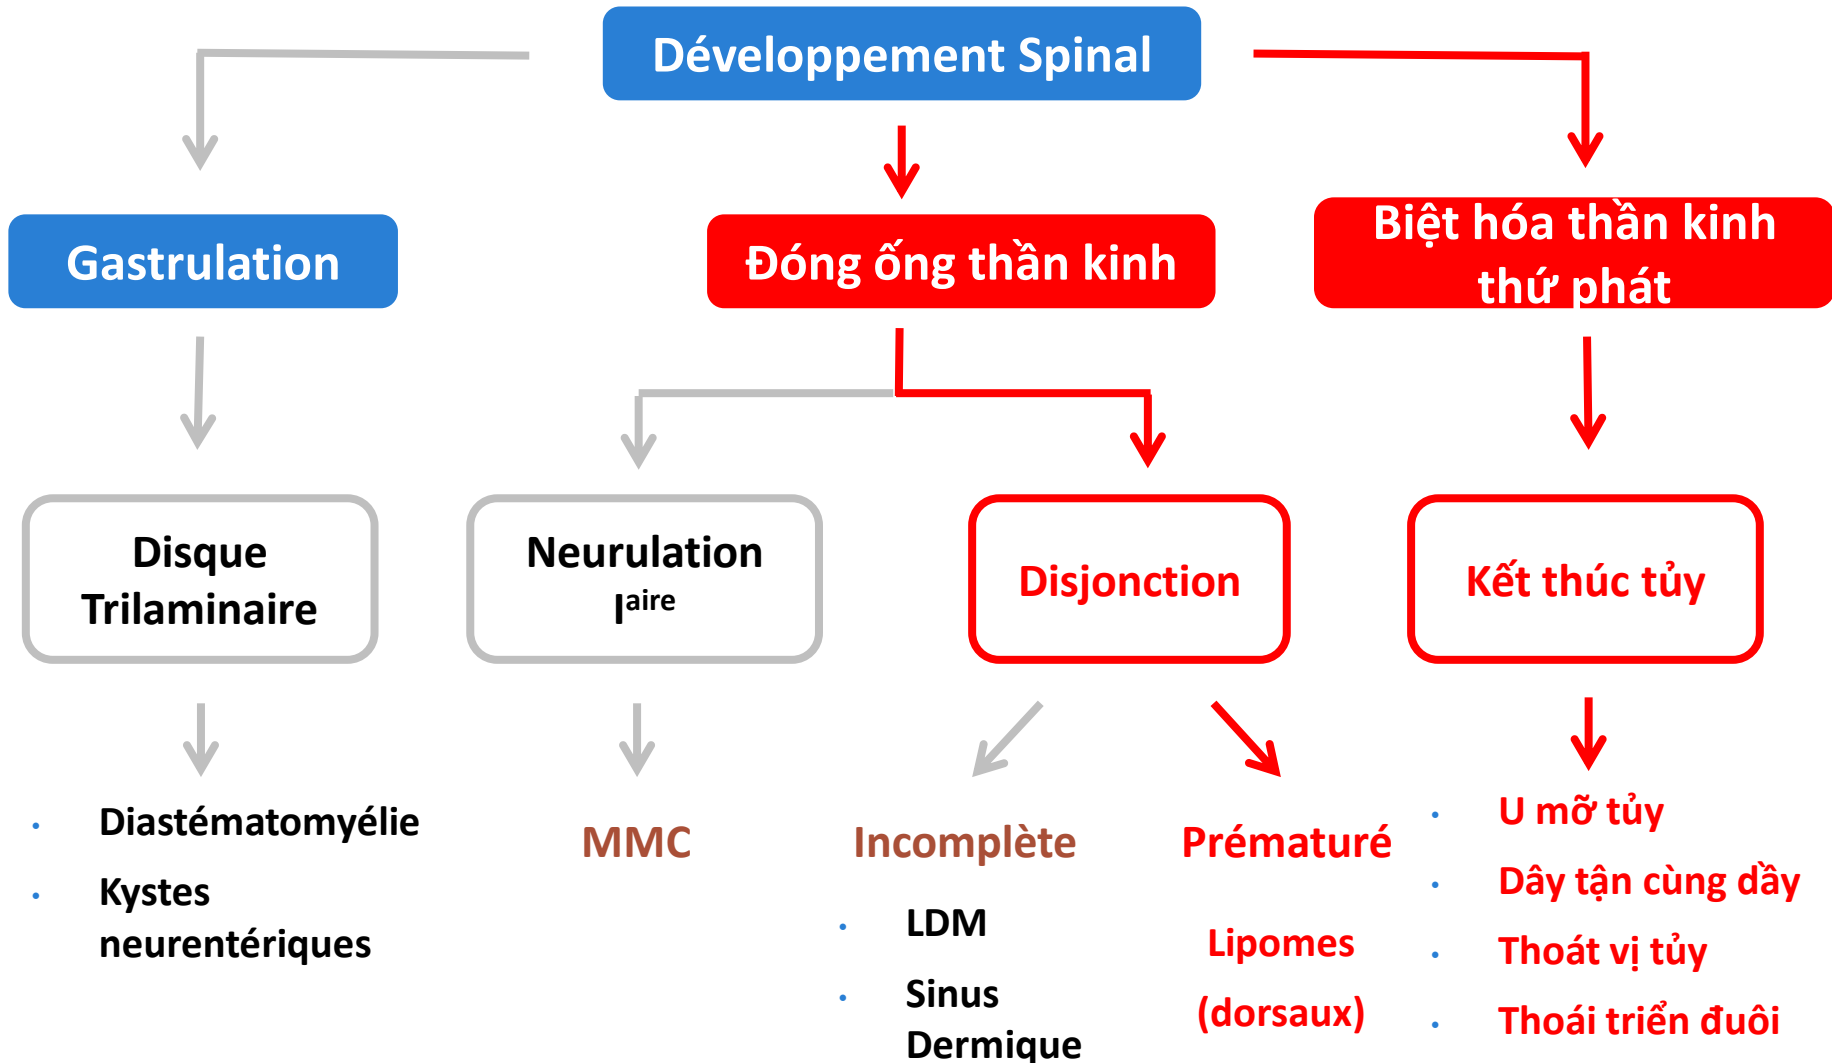 Développement Spinal
Gastrulation
Đóng ống thần kinh
Biệt hóa thần kinh
thứ phát
Disque
Trilaminaire
Neurulation
Iaire
Disjonction
Kết thúc tủy
• Diastématomyélie
• Kystes
neurentériques
MMC
Incomplète
• LDM
• Sinus
Dermique
Prématuré
Lipomes
(dorsaux)
• U mỡ tủy
• Dây tận cùng dầy
• Thoát vị tủy
• Thoái triển đuôi